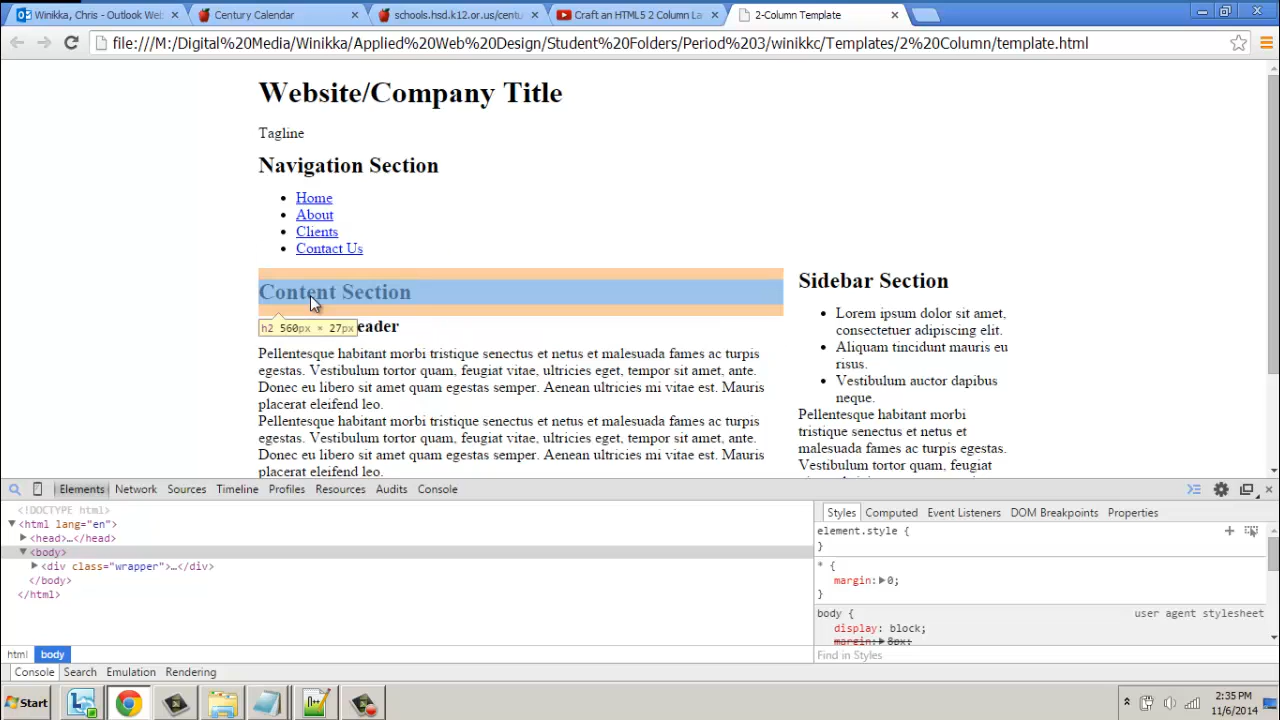 Winikka, Chris - Outlook Web
Century Calendar
schools.hsd.k12.or.us/centu
Craft an HTML5 2 Column La
2-Column Template
file:///M:/Digital%20Media/Winikka/Applied%20Web%20Design/Student%20Folders/Period%203/winikkc/Templates/2%20Column/template.html
Website/Company Title
Tagline
Navigation Section
Home
About
Clients
Contact Us
Content Section
h2 560px × 27px
eader
Pellentesque habitant morbi tristique senectus et netus et malesuada fames ac turpis
egestas. Vestibulum tortor quam, feugiat vitae, ultricies eget, tempor sit amet, ante.
Donec eu libero sit amet quam egestas semper. Aenean ultricies mi vitae est. Mauris
placerat eleifend leo.
Pellentesque habitant morbi tristique senectus et netus et malesuada fames ac turpis
egestas. Vestibulum tortor quam, feugiat vitae, ultricies eget, tempor sit amet, ante.
Donec eu libero sit amet quam egestas semper. Aenean ultricies mi vitae est. Mauris
placerat eleifend leo.
Sidebar Section
Lorem ipsum dolor sit amet,
consectetuer adipiscing elit.
Aliquam tincidunt mauris eu
risus.
Vestibulum auctor dapibus
neque.
Pellentesque habitant morbi
tristique senectus et netus et
malesuada fames ac turpis egestas.
Vestibulum tortor quam, feugiat
Elements Network Sources Timeline Profiles Resources Audits Console
<!DOCTYPE html>
<html lang="en">
<head>…</head>
<body>
<div class="wrapper">…</div>
</body>
</html>
html body
Styles Computed Event Listeners DOM Breakpoints Properties
element.style {
}
* {
margin: 0;
}
body { user agent stylesheet
display: block;
margin: 8px;
Find in Styles
Console Search Emulation Rendering
Start
2:35 PM
11/6/2014